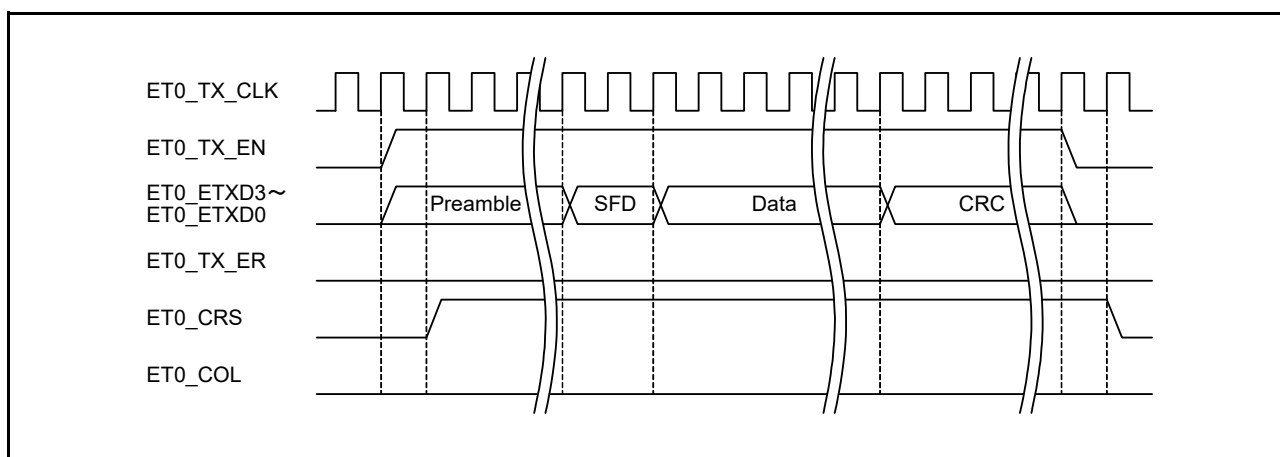 ET0_TX_CLK
ET0_TX_EN
ET0_ETXD3～
ET0_ETXD0
Preamble SFD Data CRC
ET0_TX_ER
ET0_CRS
ET0_COL